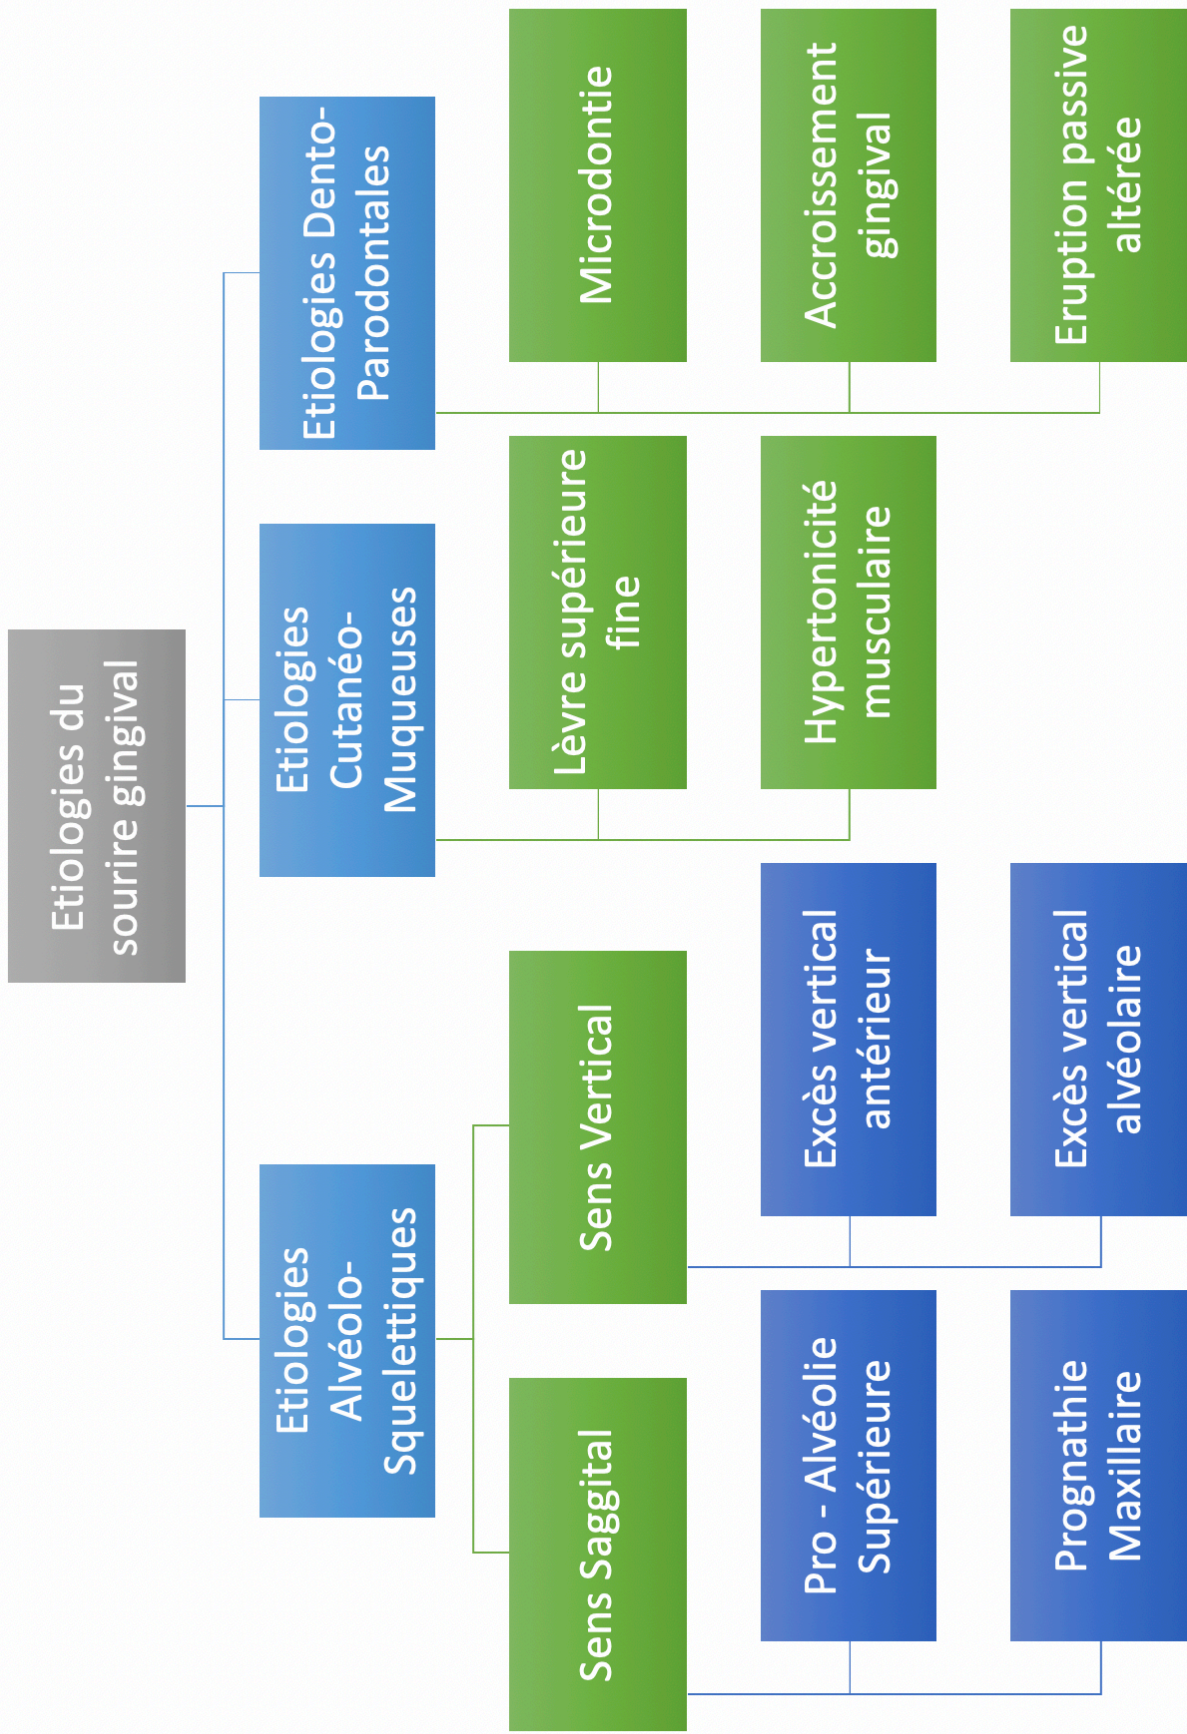 Etiologies du
sourire gingival
Etiologies
Alvéolo-
Squelettiques
Etiologies
Cutanéo-
Muqueuses
Etiologies Dento-
Parodontales
Sens Saggital
Sens Vertical
Lèvre supérieure
fine
Microdontie
Pro - Alvéolie
Supérieure
Excès vertical
antérieur
Hypertonicité
musculaire
Accroissement
gingival
Prognathie
Maxillaire
Excès vertical
alvéolaire
Eruption passive
altérée